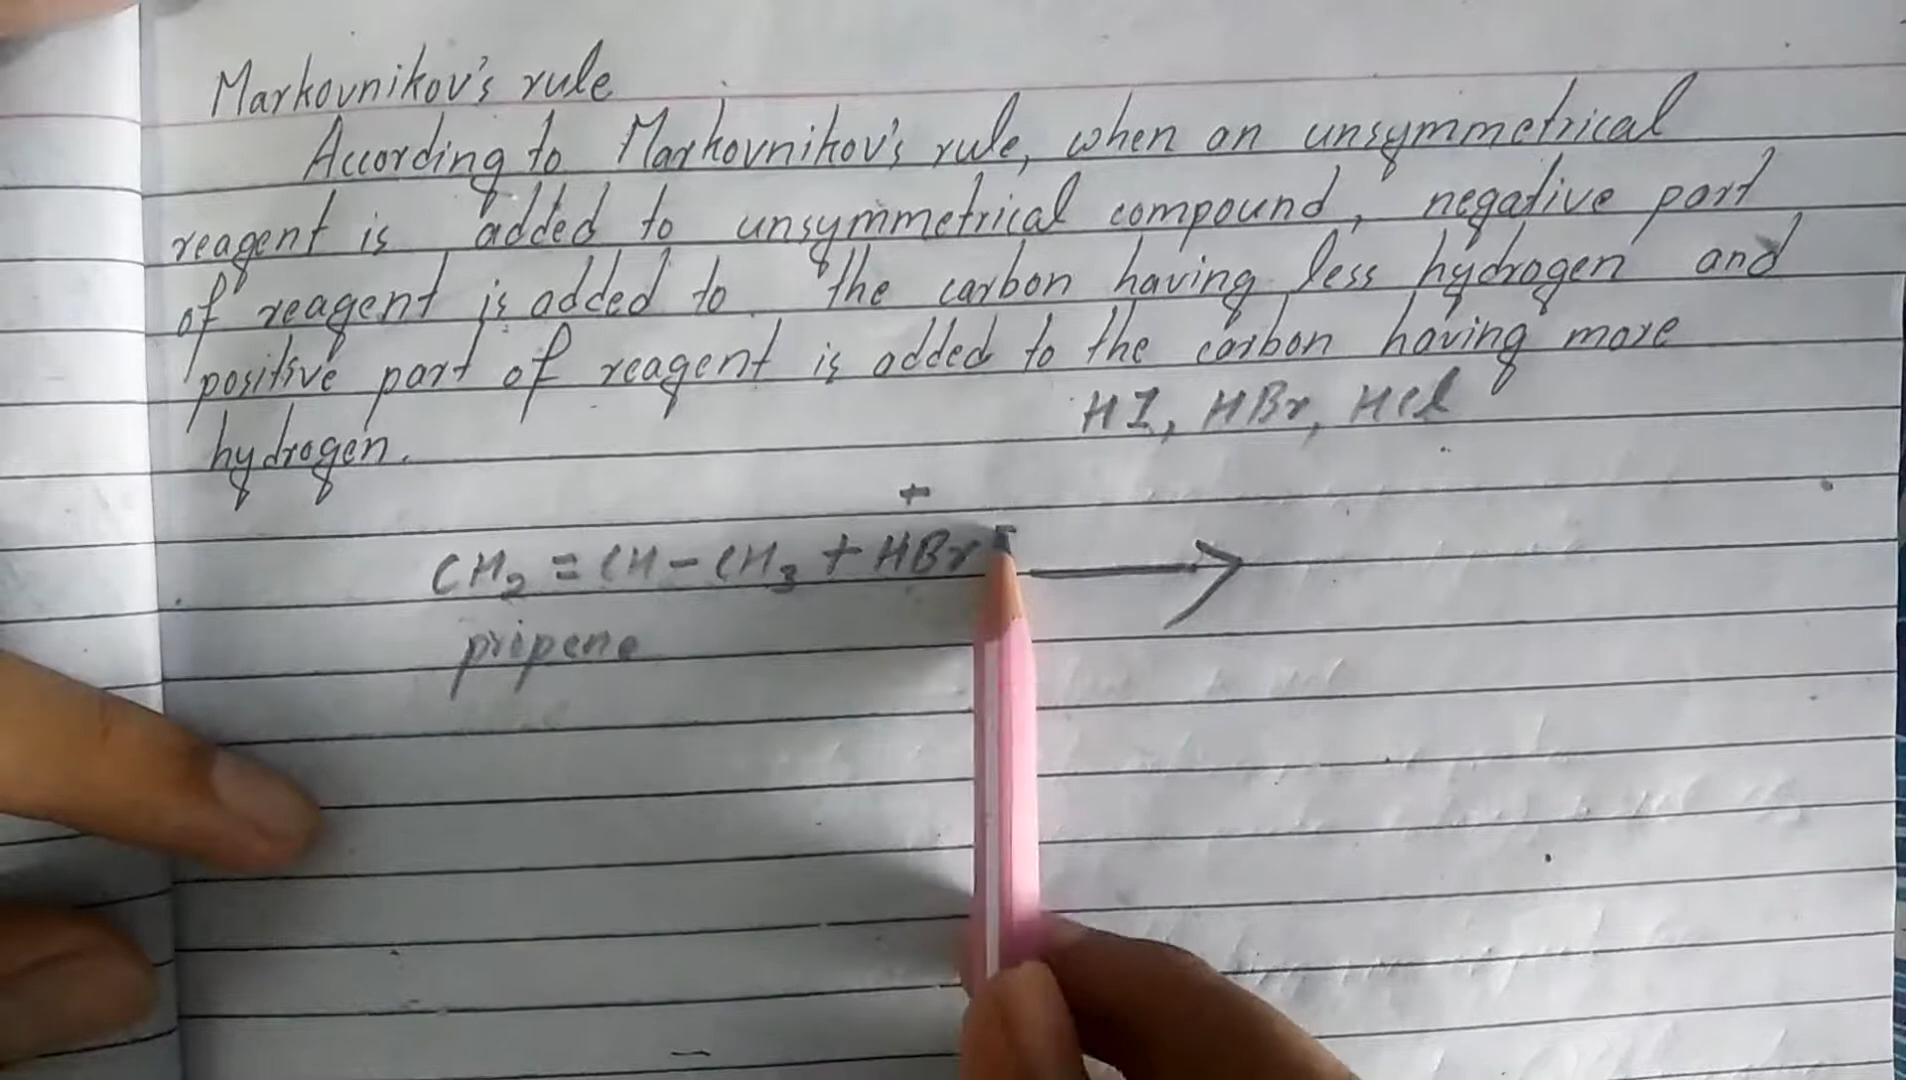 Markovnikov's rule
According to Markovnikov's rule, when an unsymmetrical
reagent is added to unsymmetrical compound, negative part
of reagent is added to the carbon having less hydrogen and
positive part of reagent is added to the carbon having more
hydrogen.
HI, HBr, HCl
+
CH₂ = CH - CH₃ + HBr ⟶
propene